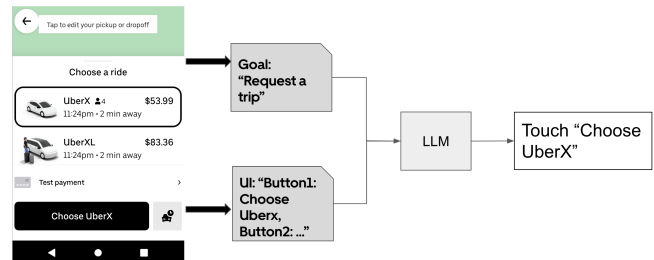 Tap to edit your pickup or dropoff
Choose a ride
UberX 4 $53.99
11:24pm • 2 min away
UberXL $83.36
11:24pm • 2 min away
Test payment
Choose UberX
Goal:
“Request a
trip”
UI: “Button1:
Choose
Uberx,
Button2: ...”
LLM
Touch “Choose
UberX”